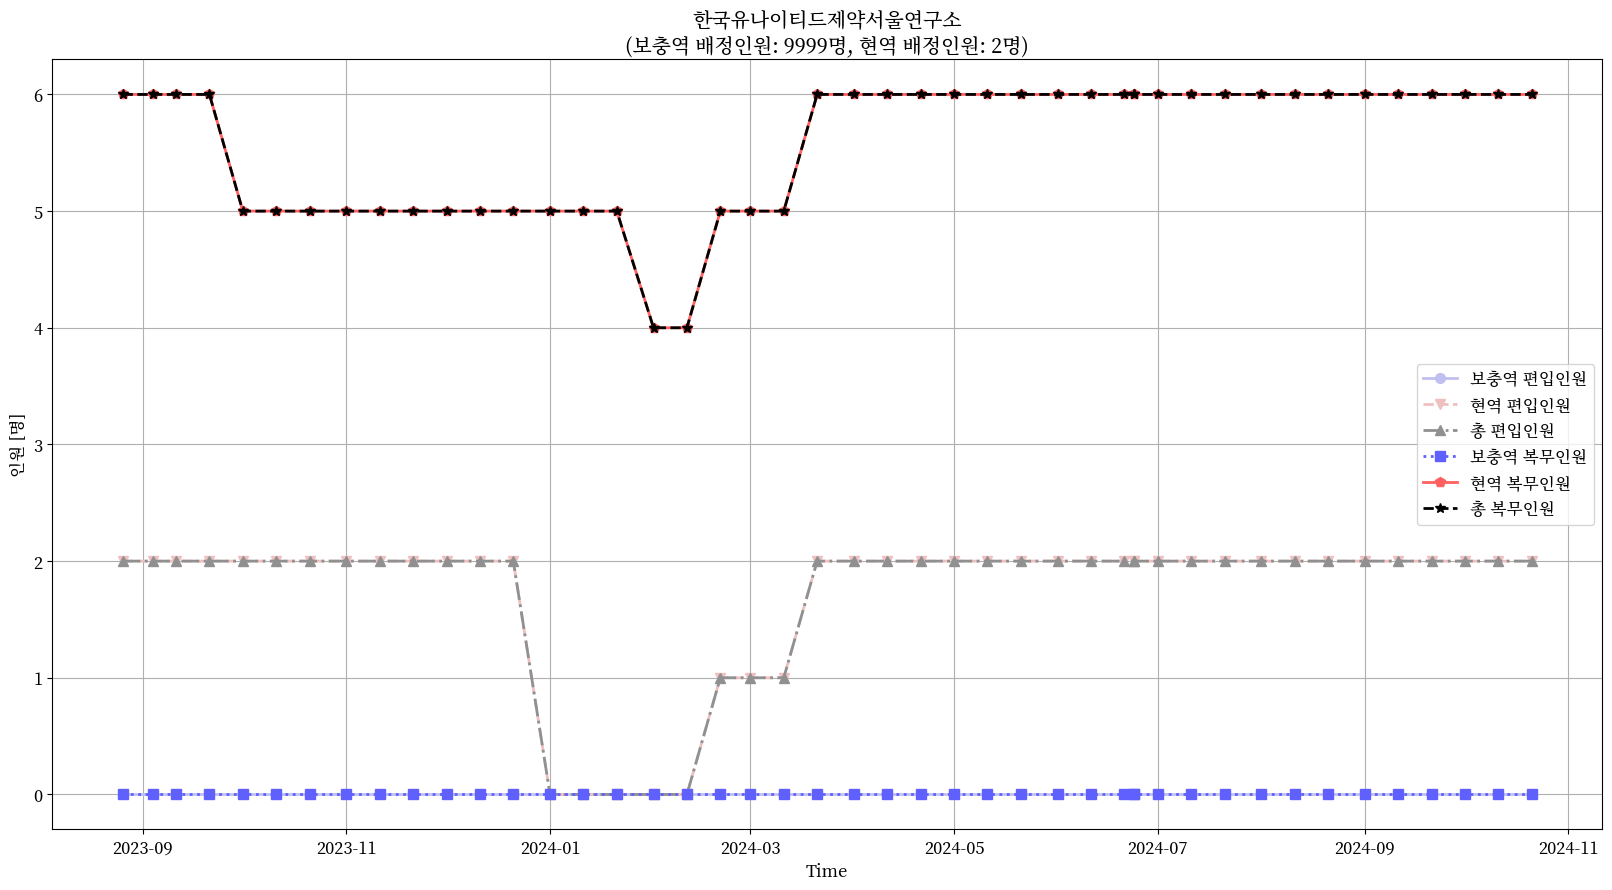 한국유나이티드제약서울연구소
(보충역 배정인원: 9999명, 현역 배정인원: 2명)
인원 [명]
6
5
4
3
2
1
0
보충역 편입인원
현역 편입인원
총 편입인원
보충역 복무인원
현역 복무인원
총 복무인원
2023-09 2023-11 2024-01 2024-03 2024-05 2024-07 2024-09 2024-11
Time